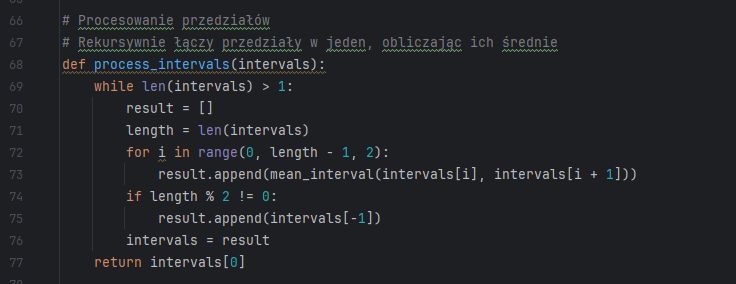 66 # Procesowanie przedziałów
67 # Rekursywnie łączy przedziały w jeden, obliczając ich średnie
68 def process_intervals(intervals):
69     while len(intervals) > 1:
70         result = []
71         length = len(intervals)
72         for i in range(0, length - 1, 2):
73             result.append(mean_interval(intervals[i], intervals[i + 1]))
74         if length % 2 != 0:
75             result.append(intervals[-1])
76         intervals = result
77     return intervals[0]